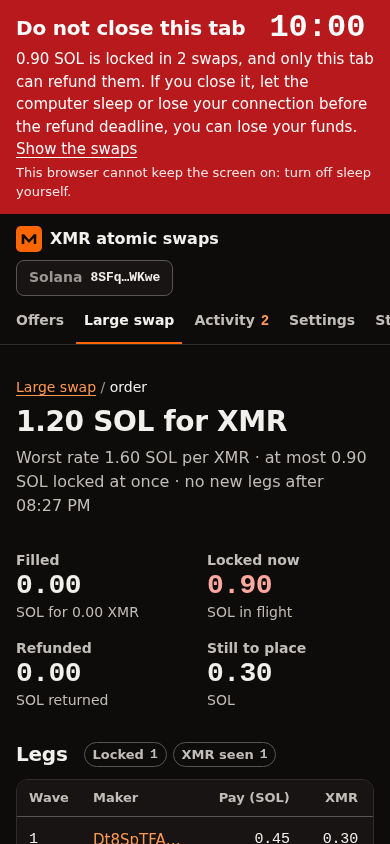 Do not close this tab 10:00
0.90 SOL is locked in 2 swaps, and only this tab
can refund them. If you close it, let the
computer sleep or lose your connection before
the refund deadline, you can lose your funds.
Show the swaps
This browser cannot keep the screen on: turn off sleep
yourself.
XMR atomic swaps
Solana 8SFq…WKwe
Offers Large swap Activity 2 Settings St
Large swap / order
1.20 SOL for XMR
Worst rate 1.60 SOL per XMR · at most 0.90
SOL locked at once · no new legs after
08:27 PM
Filled Locked now
0.00 0.90
SOL for 0.00 XMR SOL in flight
Refunded Still to place
0.00 0.30
SOL returned SOL
Legs Locked 1 XMR seen 1
Wave Maker Pay (SOL) XMR
1 Dt8SpTFA… 0.45 0.30